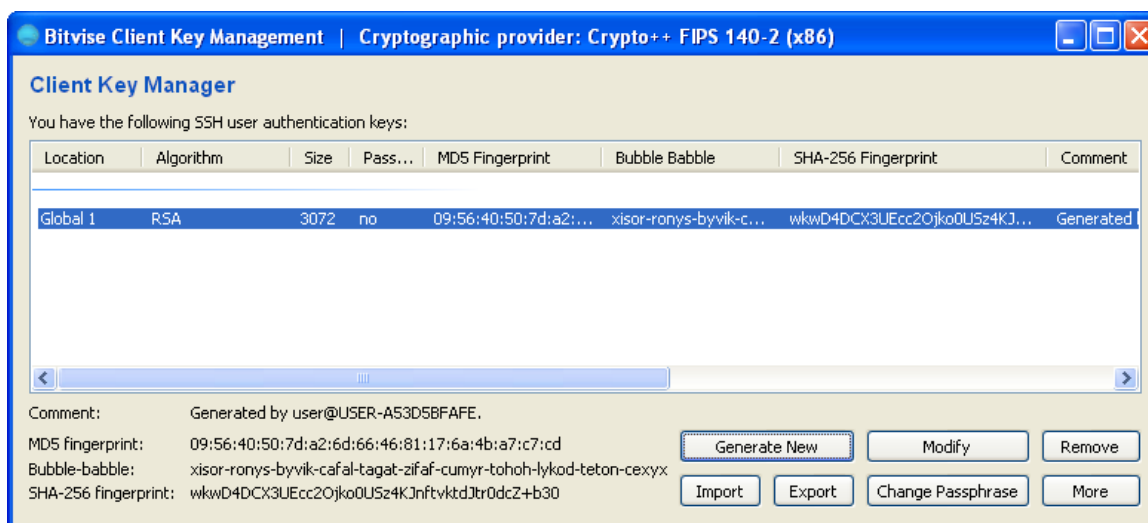 Bitvise Client Key Management | Cryptographic provider: Crypto++ FIPS 140-2 (x86)
Client Key Manager
You have the following SSH user authentication keys:
Location Algorithm Size Pass... MD5 Fingerprint Bubble Babble SHA-256 Fingerprint Comment
Global 1 RSA 3072 no 09:56:40:50:7d:a2:... xisor-ronys-byvik-c... wkwD4DCX3UEcc2Ojko0USz4KJ... Generated
Comment: Generated by user@USER-A53D5BFAFE.
MD5 fingerprint: 09:56:40:50:7d:a2:6d:66:46:81:17:6a:4b:a7:c7:cd
Bubble-babble: xisor-ronys-byvik-cafal-tagat-zifaf-cumyr-tohoh-lykod-teton-cexyx
SHA-256 fingerprint: wkwD4DCX3UEcc2Ojko0USz4KJnftvktdJtr0dcZ+b30
Generate New Modify Remove
Import Export Change Passphrase More